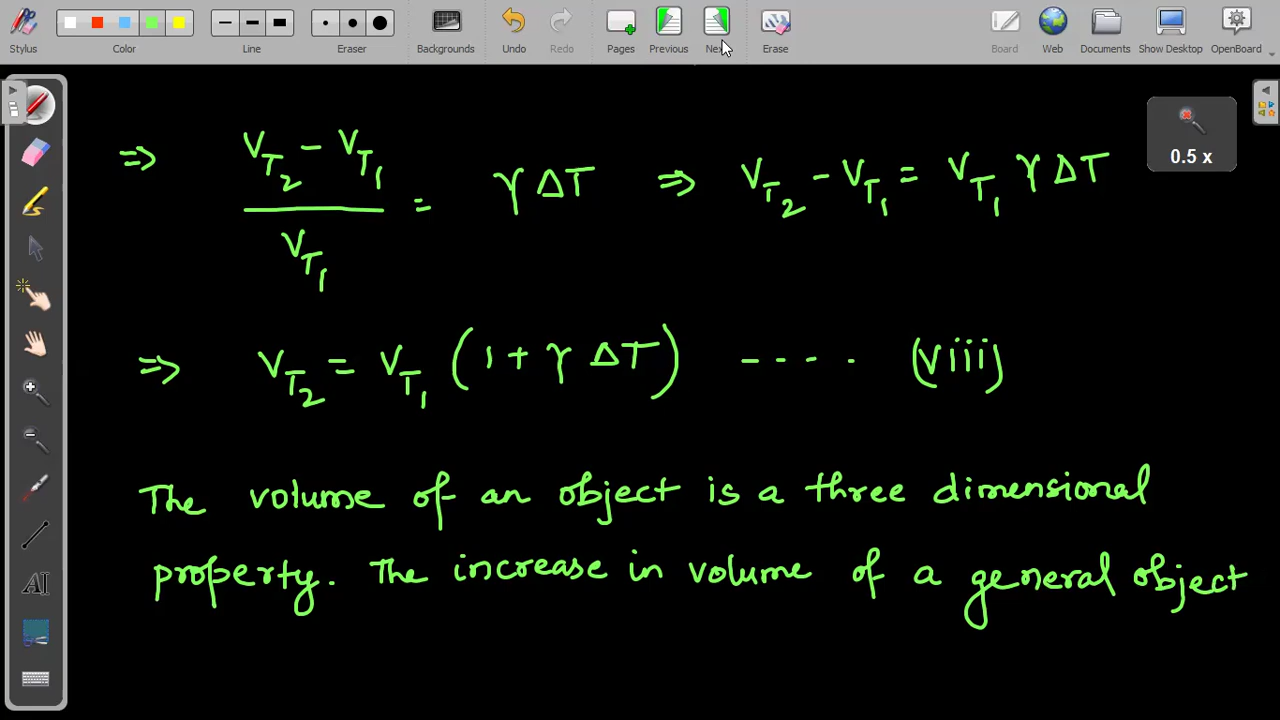 Stylus Color Line Eraser Backgrounds Undo Redo Pages Previous Next Erase Board Web Documents Show Desktop OpenBoard
0.5 x
⇒ (V_T₂ − V_T₁) / V_T₁ = γ ΔT ⇒ V_T₂ − V_T₁ = V_T₁ γ ΔT
⇒ V_T₂ = V_T₁ (1 + γ ΔT) - - - - . (viii)
The volume of an object is a three dimensional
property. The increase in volume of a general object
AI